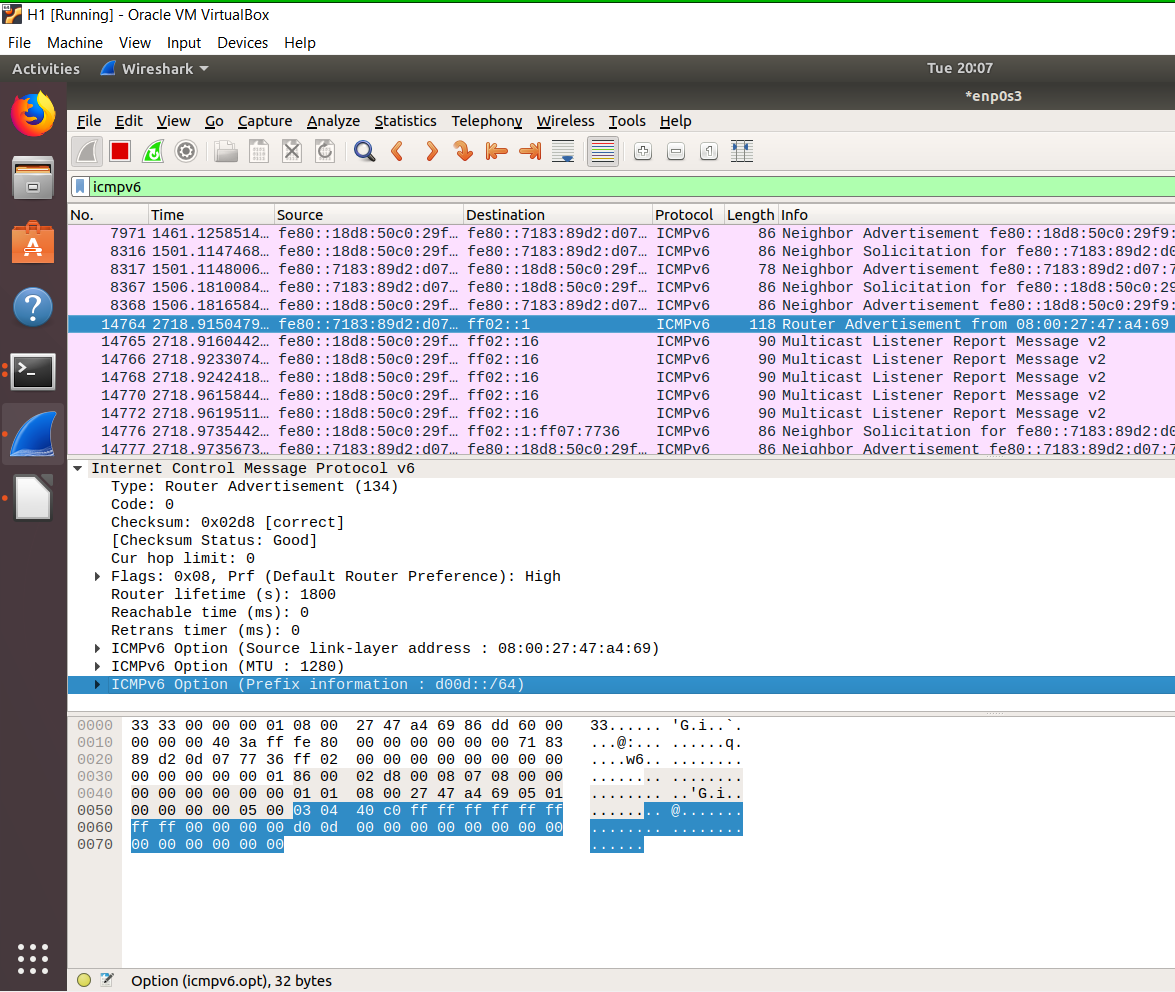 H1 [Running] - Oracle VM VirtualBox
File Machine View Input Devices Help
Activities Wireshark Tue 20:07
*enp0s3
File Edit View Go Capture Analyze Statistics Telephony Wireless Tools Help
icmpv6
No. Time Source Destination Protocol Length Info
7971 1461.1258514… fe80::18d8:50c0:29f… fe80::7183:89d2:d07… ICMPv6 86 Neighbor Advertisement fe80::18d8:50c0:29f9:
8316 1501.1147468… fe80::18d8:50c0:29f… fe80::7183:89d2:d07… ICMPv6 86 Neighbor Solicitation for fe80::7183:89d2:d0
8317 1501.1148006… fe80::7183:89d2:d07… fe80::18d8:50c0:29f… ICMPv6 78 Neighbor Advertisement fe80::7183:89d2:d07:7
8367 1506.1810084… fe80::7183:89d2:d07… fe80::18d8:50c0:29f… ICMPv6 86 Neighbor Solicitation for fe80::18d8:50c0:29
8368 1506.1816584… fe80::18d8:50c0:29f… fe80::7183:89d2:d07… ICMPv6 86 Neighbor Advertisement fe80::18d8:50c0:29f9:
14764 2718.9150479… fe80::7183:89d2:d07… ff02::1 ICMPv6 118 Router Advertisement from 08:00:27:47:a4:69
14765 2718.9160442… fe80::18d8:50c0:29f… ff02::16 ICMPv6 90 Multicast Listener Report Message v2
14766 2718.9233074… fe80::18d8:50c0:29f… ff02::16 ICMPv6 90 Multicast Listener Report Message v2
14768 2718.9242418… fe80::18d8:50c0:29f… ff02::16 ICMPv6 90 Multicast Listener Report Message v2
14770 2718.9615844… fe80::18d8:50c0:29f… ff02::16 ICMPv6 90 Multicast Listener Report Message v2
14772 2718.9619511… fe80::18d8:50c0:29f… ff02::16 ICMPv6 90 Multicast Listener Report Message v2
14776 2718.9735442… fe80::18d8:50c0:29f… ff02::1:ff07:7736 ICMPv6 86 Neighbor Solicitation for fe80::7183:89d2:d0
14777 2718.9735673… fe80::7183:89d2:d07… fe80::18d8:50c0:29f… ICMPv6 86 Neighbor Advertisement fe80::7183:89d2:d07:7
Internet Control Message Protocol v6
Type: Router Advertisement (134)
Code: 0
Checksum: 0x02d8 [correct]
[Checksum Status: Good]
Cur hop limit: 0
Flags: 0x08, Prf (Default Router Preference): High
Router lifetime (s): 1800
Reachable time (ms): 0
Retrans timer (ms): 0
ICMPv6 Option (Source link-layer address : 08:00:27:47:a4:69)
ICMPv6 Option (MTU : 1280)
ICMPv6 Option (Prefix information : d00d::/64)
0000 33 33 00 00 00 01 08 00 27 47 a4 69 86 dd 60 00 33...... 'G.i..`.
0010 00 00 00 40 3a ff fe 80 00 00 00 00 00 00 71 83 ...@:... ......q.
0020 89 d2 0d 07 77 36 ff 02 00 00 00 00 00 00 00 00 ....w6.. ........
0030 00 00 00 00 00 01 86 00 02 d8 00 08 07 08 00 00 ........ ........
0040 00 00 00 00 00 00 01 01 08 00 27 47 a4 69 05 01 ........ ..'G.i..
0050 00 00 00 00 05 00 03 04 40 c0 ff ff ff ff ff ff ........ @.......
0060 ff ff 00 00 00 00 d0 0d 00 00 00 00 00 00 00 00 ........ ........
0070 00 00 00 00 00 00 ......
Option (icmpv6.opt), 32 bytes